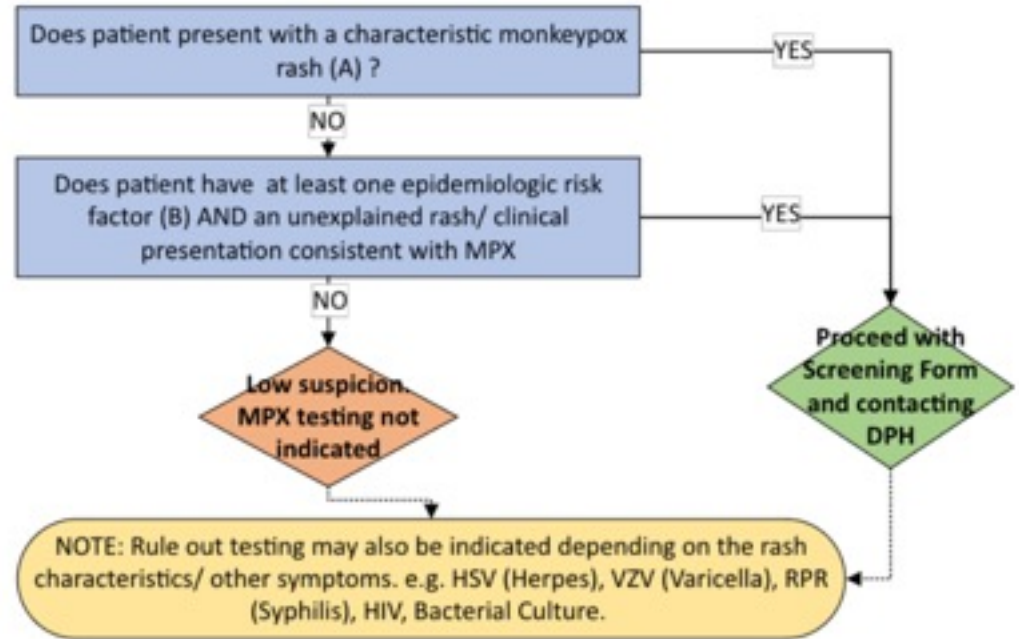 Does patient present with a characteristic monkeypox
rash (A) ?
YES
NO
Does patient have at least one epidemiologic risk
factor (B) AND an unexplained rash/ clinical
presentation consistent with MPX
YES
NO
Low suspicion.
MPX testing not
indicated
Proceed with
Screening Form
and contacting
DPH
NOTE: Rule out testing may also be indicated depending on the rash
characteristics/ other symptoms. e.g. HSV (Herpes), VZV (Varicella), RPR
(Syphilis), HIV, Bacterial Culture.